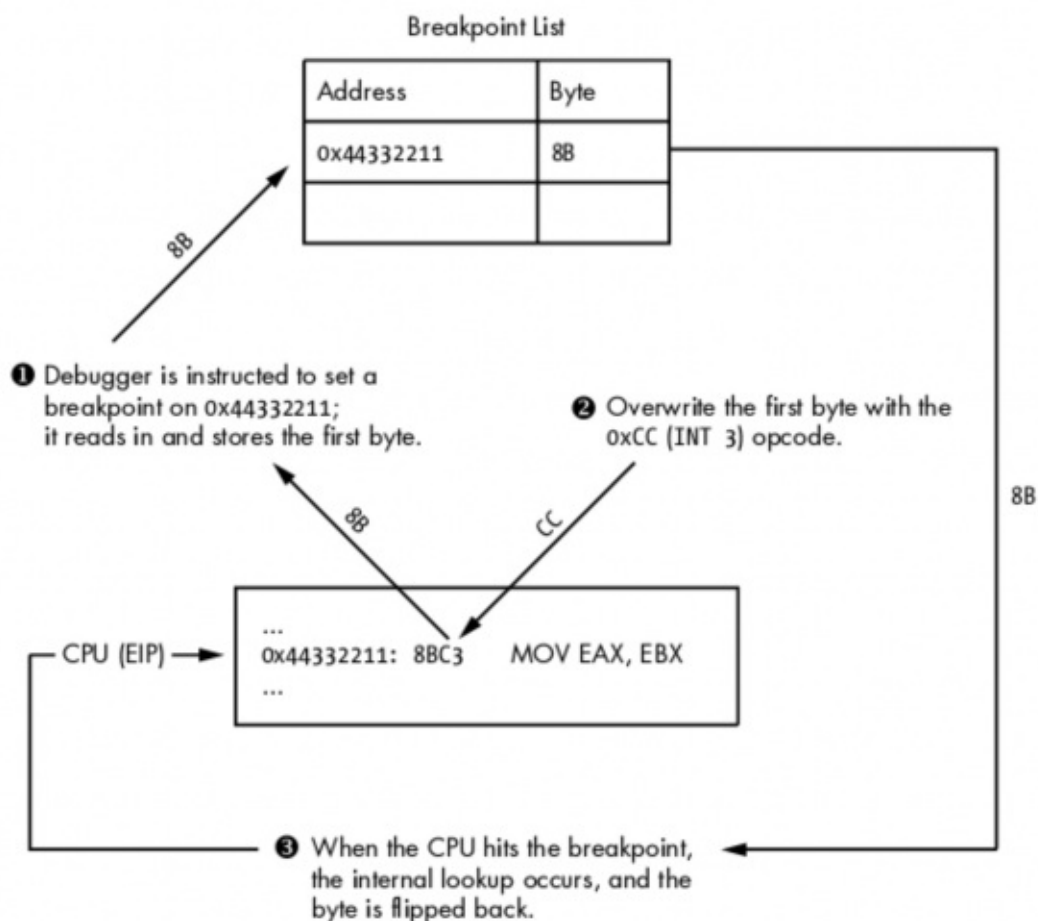 Breakpoint List
Address Byte
0x44332211 8B
8B
❶ Debugger is instructed to set a
breakpoint on 0x44332211;
it reads in and stores the first byte.
❷ Overwrite the first byte with the
0xCC (INT 3) opcode.
8B
8B
CC
...
CPU (EIP)
0x44332211: 8BC3 MOV EAX, EBX
...
❸ When the CPU hits the breakpoint,
the internal lookup occurs, and the
byte is flipped back.